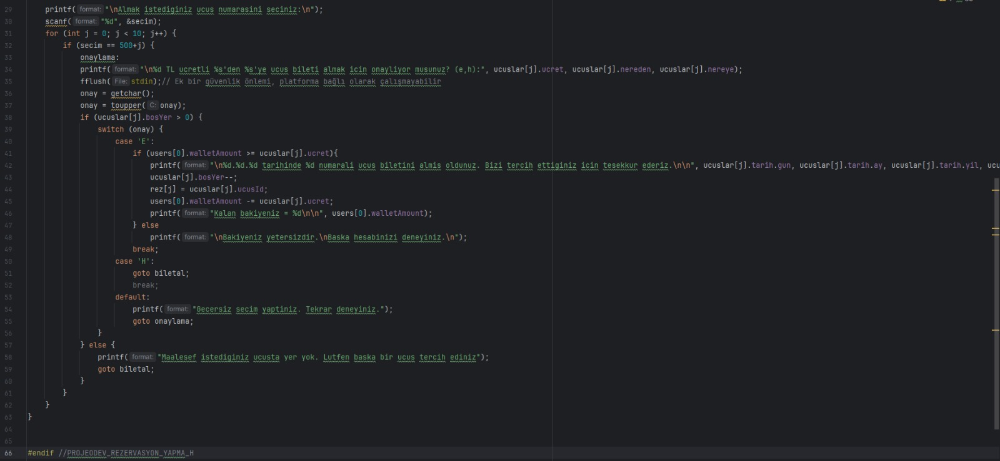 29 printf( format: "\nAlmak istediginiz ucus numarasini seciniz:\n");
30 scanf( format: "%d", &secim);
31 for (int j = 0; j < 10; j++) {
32 if (secim == 500+j) {
33 onaylama:
34 printf( format: "\n%d TL ucretli %s'den %s'ye ucus bileti almak icin onayliyor musunuz? (e,h):", ucuslar[j].ucret, ucuslar[j].nereden, ucuslar[j].nereye);
35 fflush( File: stdin);// Ek bir güvenlik önlemi, platforma bağlı olarak çalışmayabilir
36 onay = getchar();
37 onay = toupper( C: onay);
38 if (ucuslar[j].bosYer > 0) {
39 switch (onay) {
40 case 'E':
41 if (users[0].walletAmount >= ucuslar[j].ucret){
42 printf( format: "\n%d.%d.%d tarihinde %d numarali ucus biletini almis oldunuz. Bizi tercih ettiginiz icin tesekkur ederiz.\n\n", ucuslar[j].tarih.gun, ucuslar[j].tarih.ay, ucuslar[j].tarih.yil, ucu
43 ucuslar[j].bosYer--;
44 rez[j] = ucuslar[j].ucusId;
45 users[0].walletAmount -= ucuslar[j].ucret;
46 printf( format: "Kalan bakiyeniz = %d\n\n", users[0].walletAmount);
47 } else
48 printf( format: "\nBakiyeniz yetersizdir.\nBaska hesabinizi deneyiniz.\n");
49 break;
50 case 'H':
51 goto biletal;
52 break;
53 default:
54 printf( format: "Gecersiz secim yaptiniz. Tekrar deneyiniz.");
55 goto onaylama;
56 }
57 } else {
58 printf( format: "Maalesef istediginiz ucusta yer yok. Lutfen baska bir ucus tercih ediniz");
59 goto biletal;
60 }
61 }
62 }
63 }
64
65
66 #endif //PROJEODEV_REZERVASYON_YAPMA_H